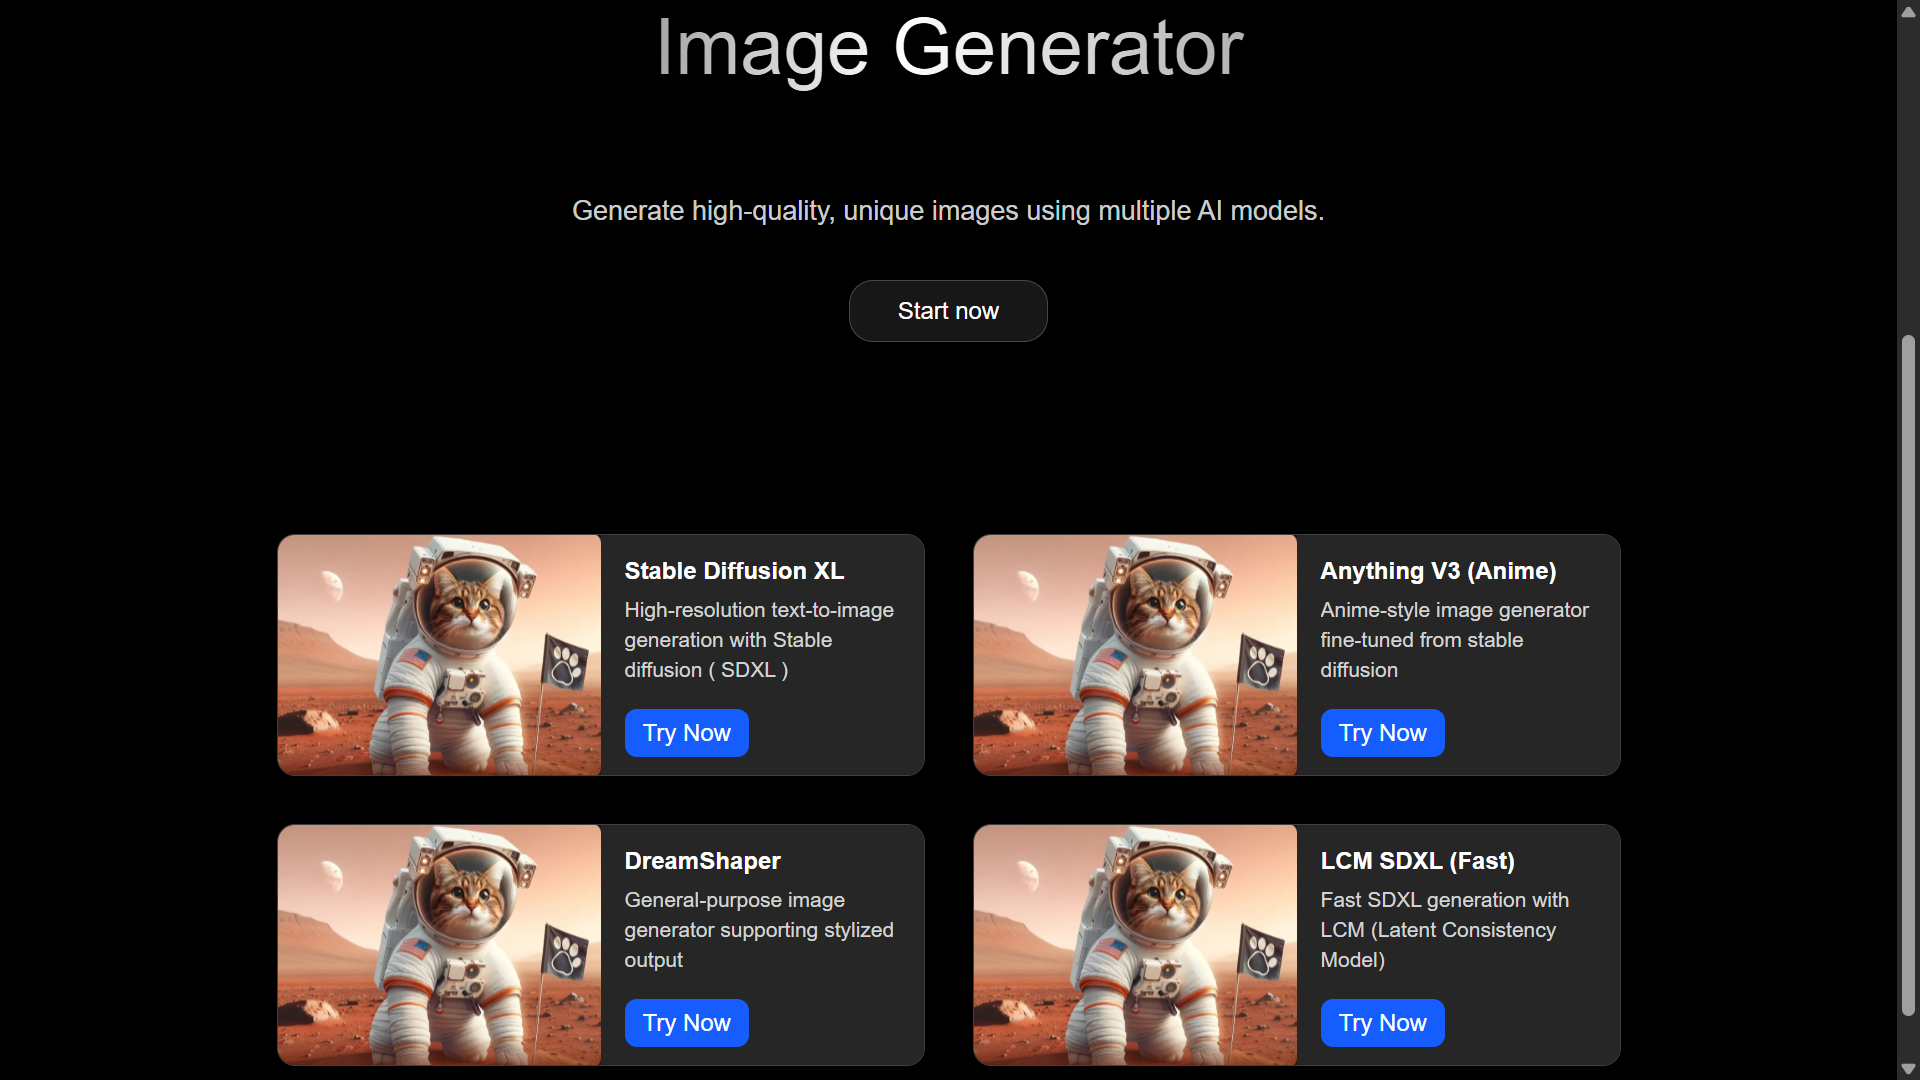 Image Generator
Generate high-quality, unique images using multiple AI models.
Start now
Stable Diffusion XL
High-resolution text-to-image
generation with Stable
diffusion ( SDXL )
Try Now
Anything V3 (Anime)
Anime-style image generator
fine-tuned from stable
diffusion
Try Now
DreamShaper
General-purpose image
generator supporting stylized
output
Try Now
LCM SDXL (Fast)
Fast SDXL generation with
LCM (Latent Consistency
Model)
Try Now